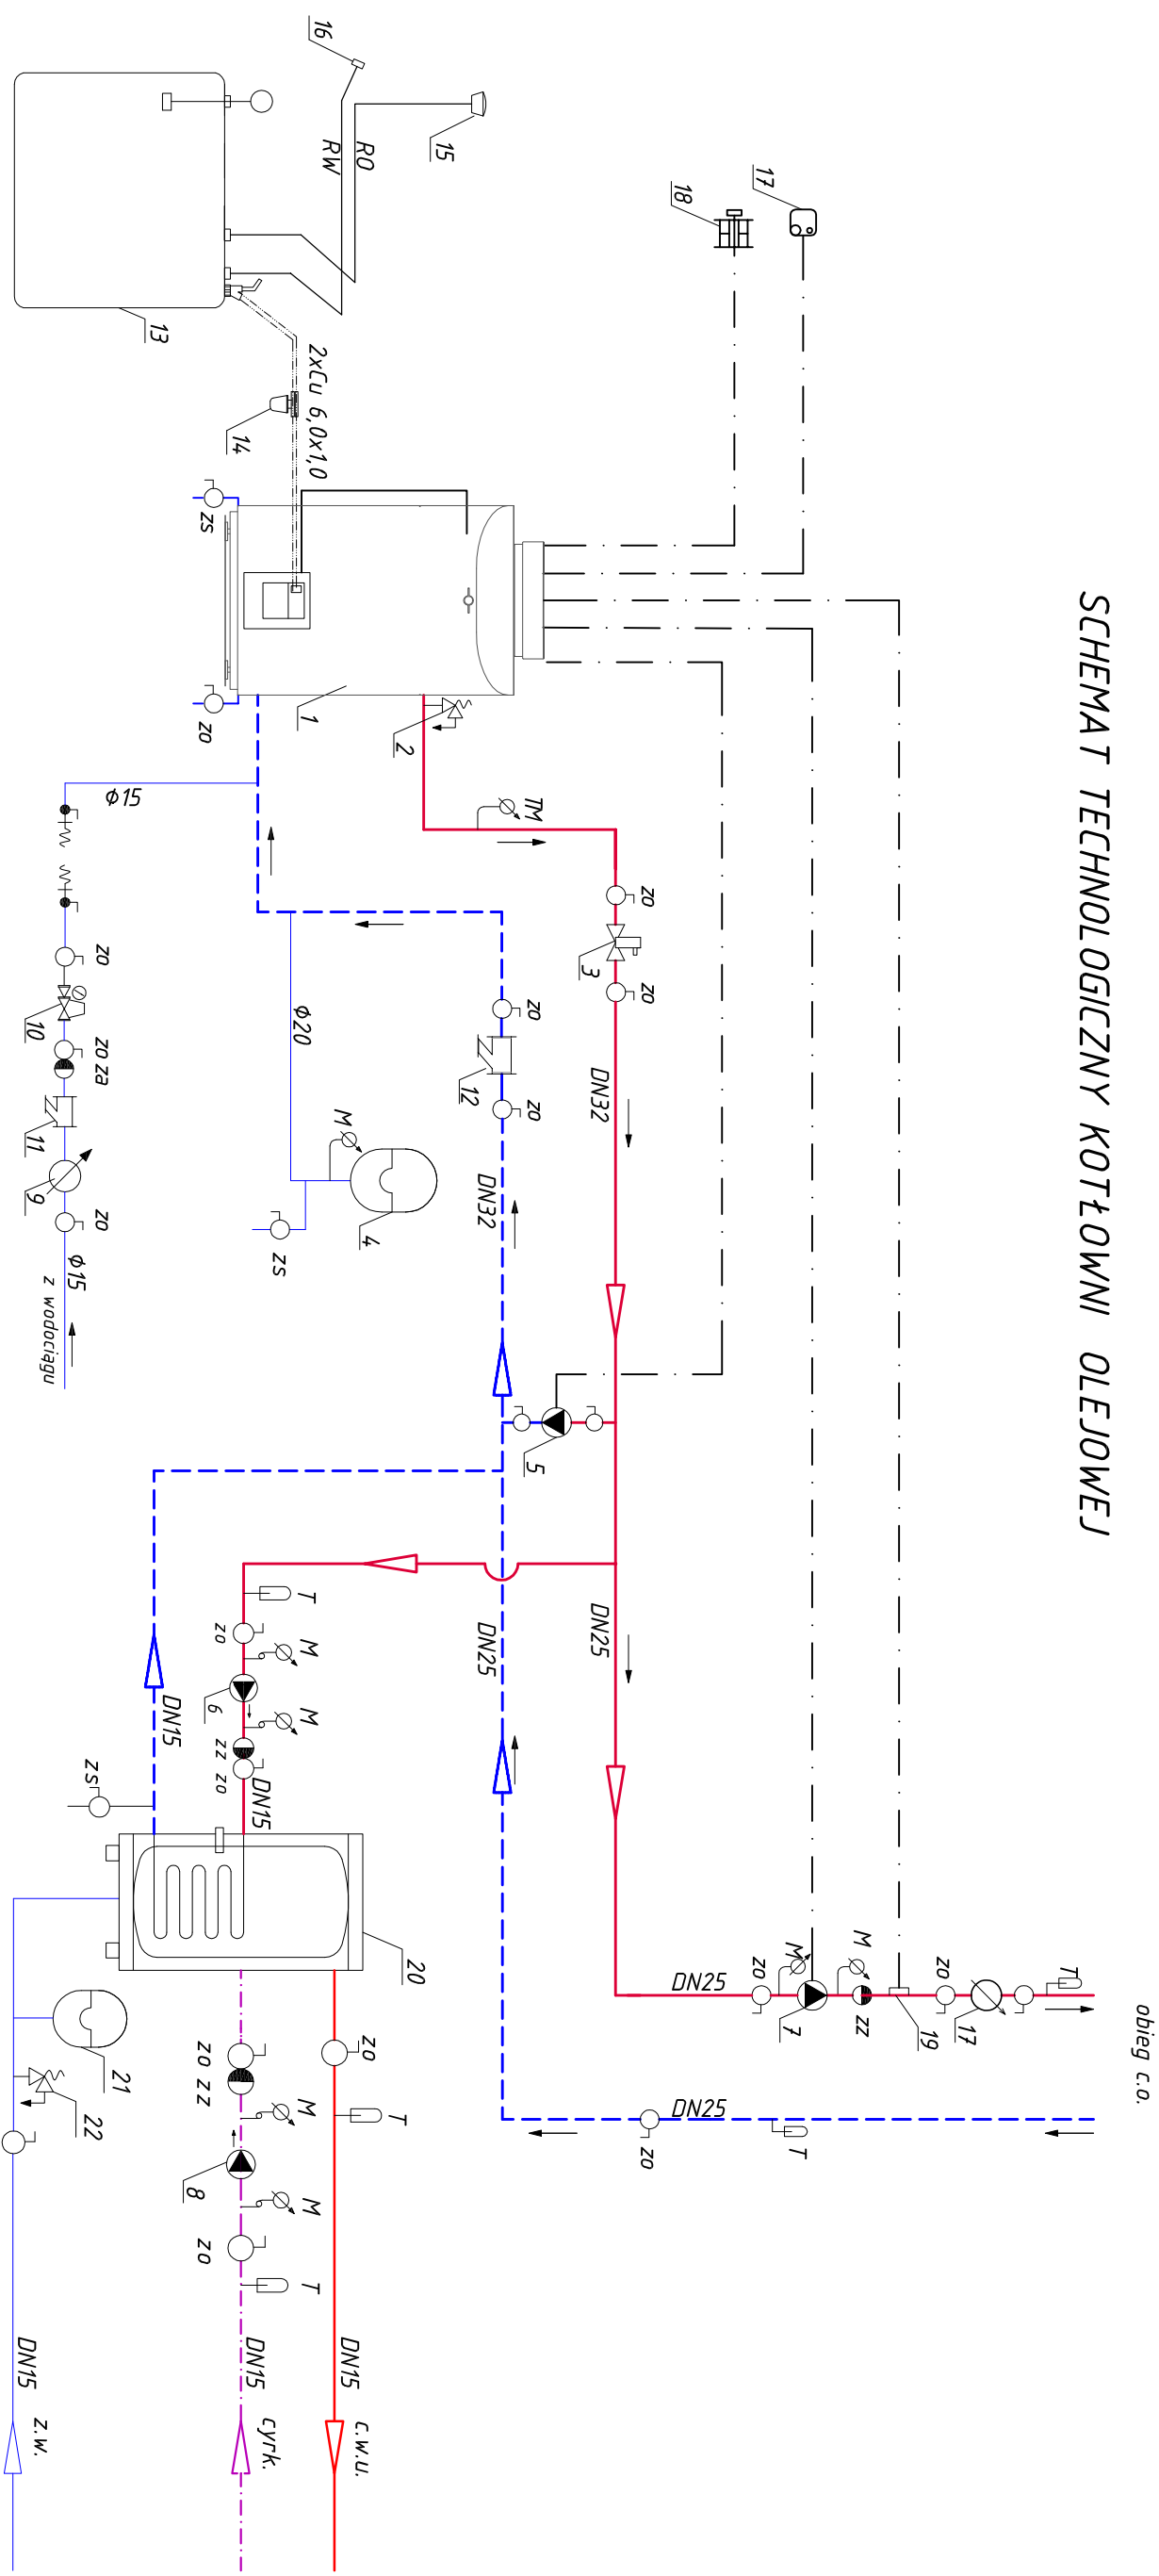 SCHEMAT TECHNOLOGICZNY KOTŁOWNI OLEJOWEJ
obieg c.o.
16
15
RO
RW
17
18
13
2xCu 6,0x1,0
14
zs
zo
1
2
TM
zo
3
zo
DN32
ϕ15
zo
10
zo za
11
9
zo
ϕ15
z wodociągu
ϕ20
M
4
zs
zo
12
zo
DN32
5
DN25
DN25
T
zo
M
6
M
zz zo
DN15
DN15
zs
20
DN25
zo
M
7
M
zz
19
zo
17
T
DN25
zo
T
21
22
zo zz
M
8
M
zo
T
zo
T
DN15
z.w.
DN15
cyrk.
DN15
c.w.u.